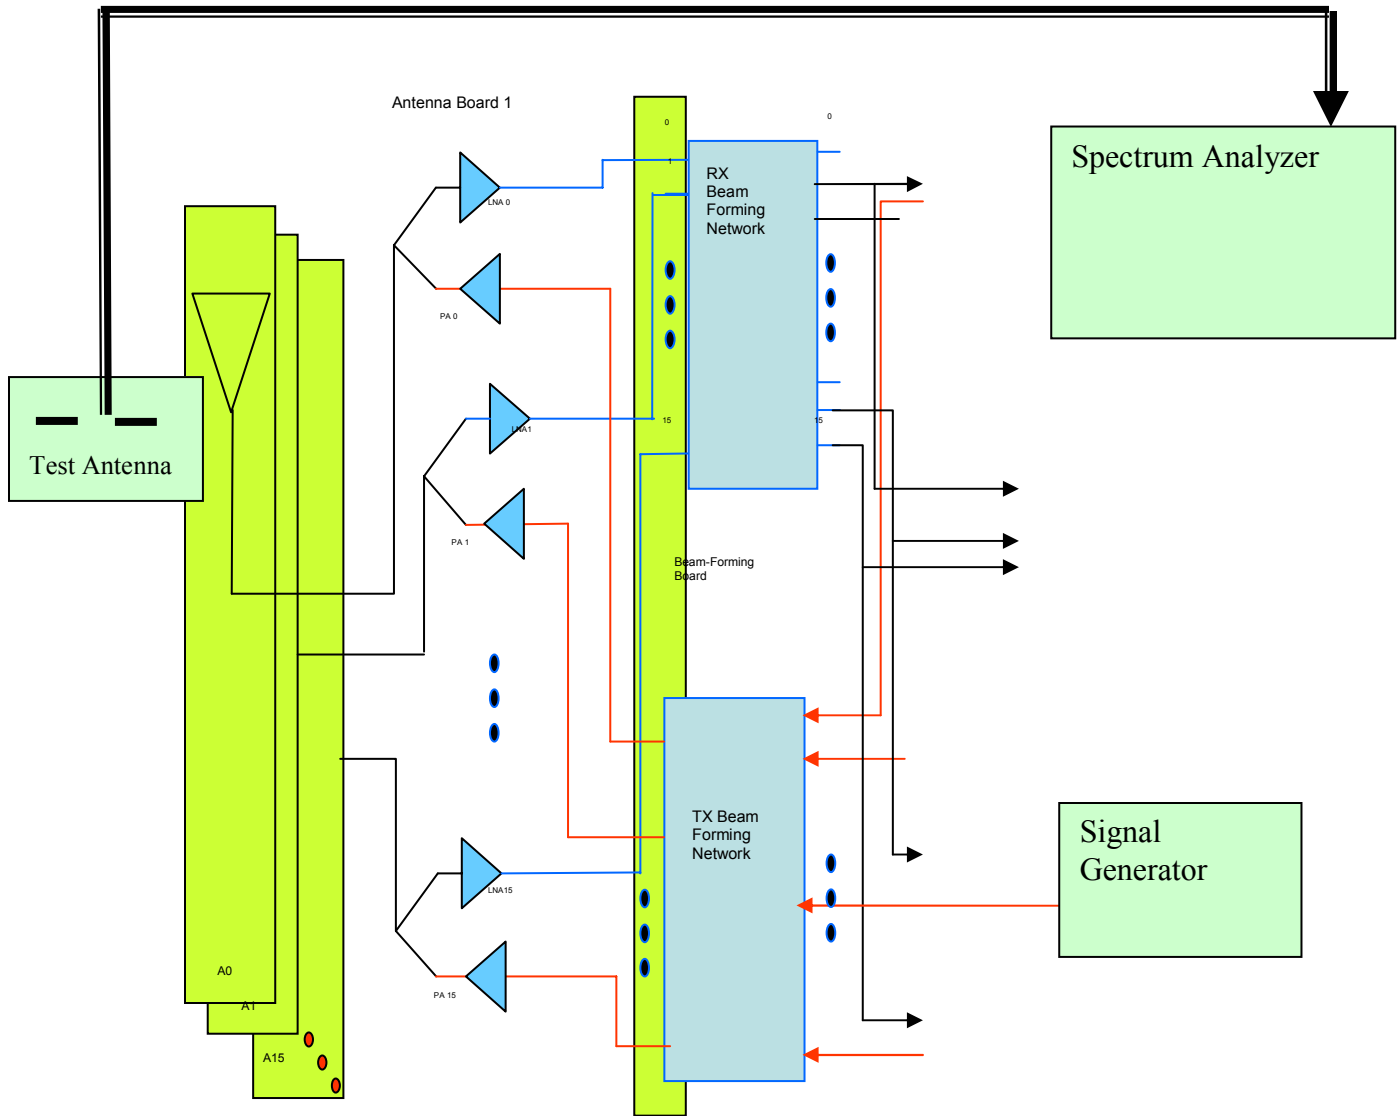 Antenna Board 1
0
0
Spectrum Analyzer
1
RX
Beam
Forming
Network
LNA 0
PA 0
15
15
LNA1
Test Antenna
PA 1
Beam-Forming
Board
TX Beam
Forming
Network
Signal
Generator
LNA15
A0
PA 15
A1
A15